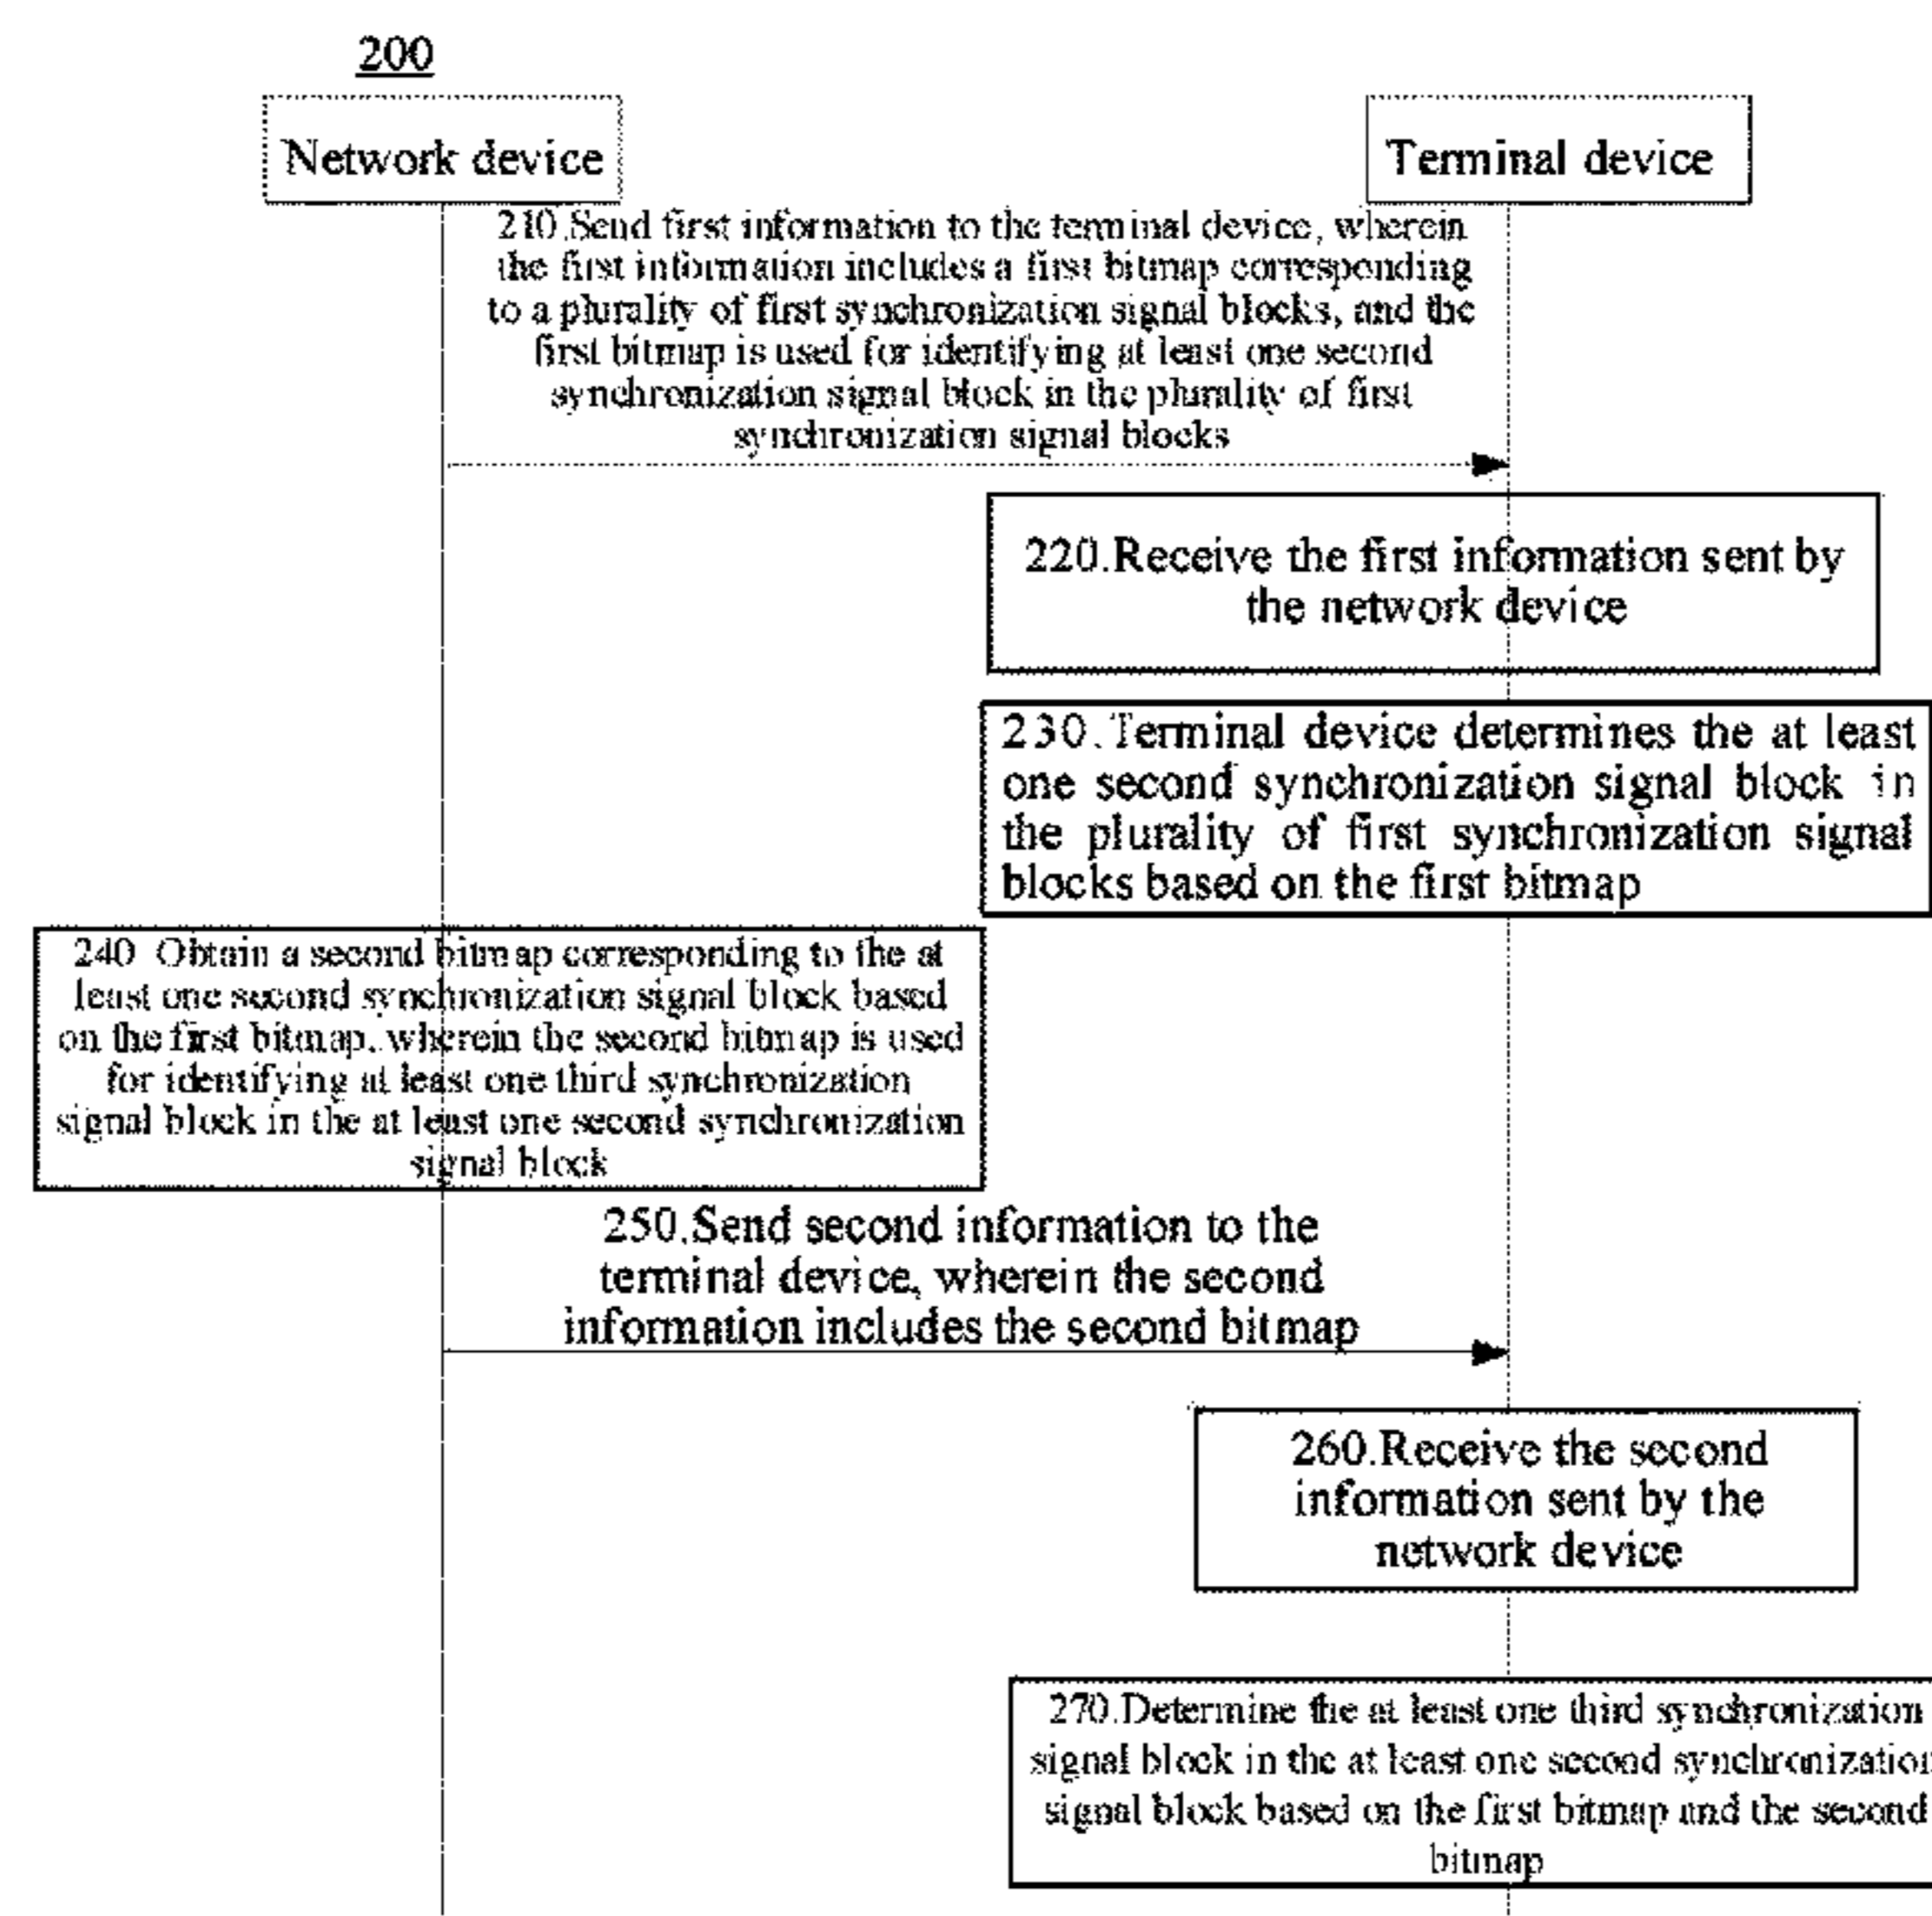 200
Network device
Terminal device
210.Send first information to the terminal device, wherein
the first information includes a first bitmap corresponding
to a plurality of first synchronization signal blocks, and the
first bitmap is used for identifying at least one second
synchronization signal block in the plurality of first
synchronization signal blocks
220.Receive the first information sent by
the network device
230.Terminal device determines the at least
one second synchronization signal block in
the plurality of first synchronization signal
blocks based on the first bitmap
240 Obtain a second bitmap corresponding to the at
least one second synchronization signal block based
on the first bitmap, wherein the second bitmap is used
for identifying at least one third synchronization
signal block in the at least one second synchronization
signal block
250.Send second information to the
terminal device, wherein the second
information includes the second bitmap
260.Receive the second
information sent by the
network device
270.Determine the at least one third synchronization
signal block in the at least one second synchronization
signal block based on the first bitmap and the second
bitmap